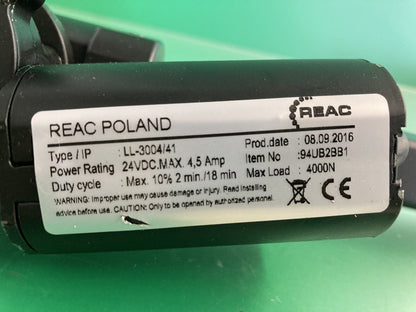 REAC
REAC POLAND
Type / IP : LL-3004/41 Prod.date : 08.09.2016
Power Rating 24VDC.MAX. 4,5 Amp Item No :94UB2BB1
Duty cycle : Max. 10% 2 min./18 min Max Load : 4000N
WARNING: Improper use may cause damage or injuries. Read Installing
advice before use. CAUTION: Only to be opened by authorized personal.
CE